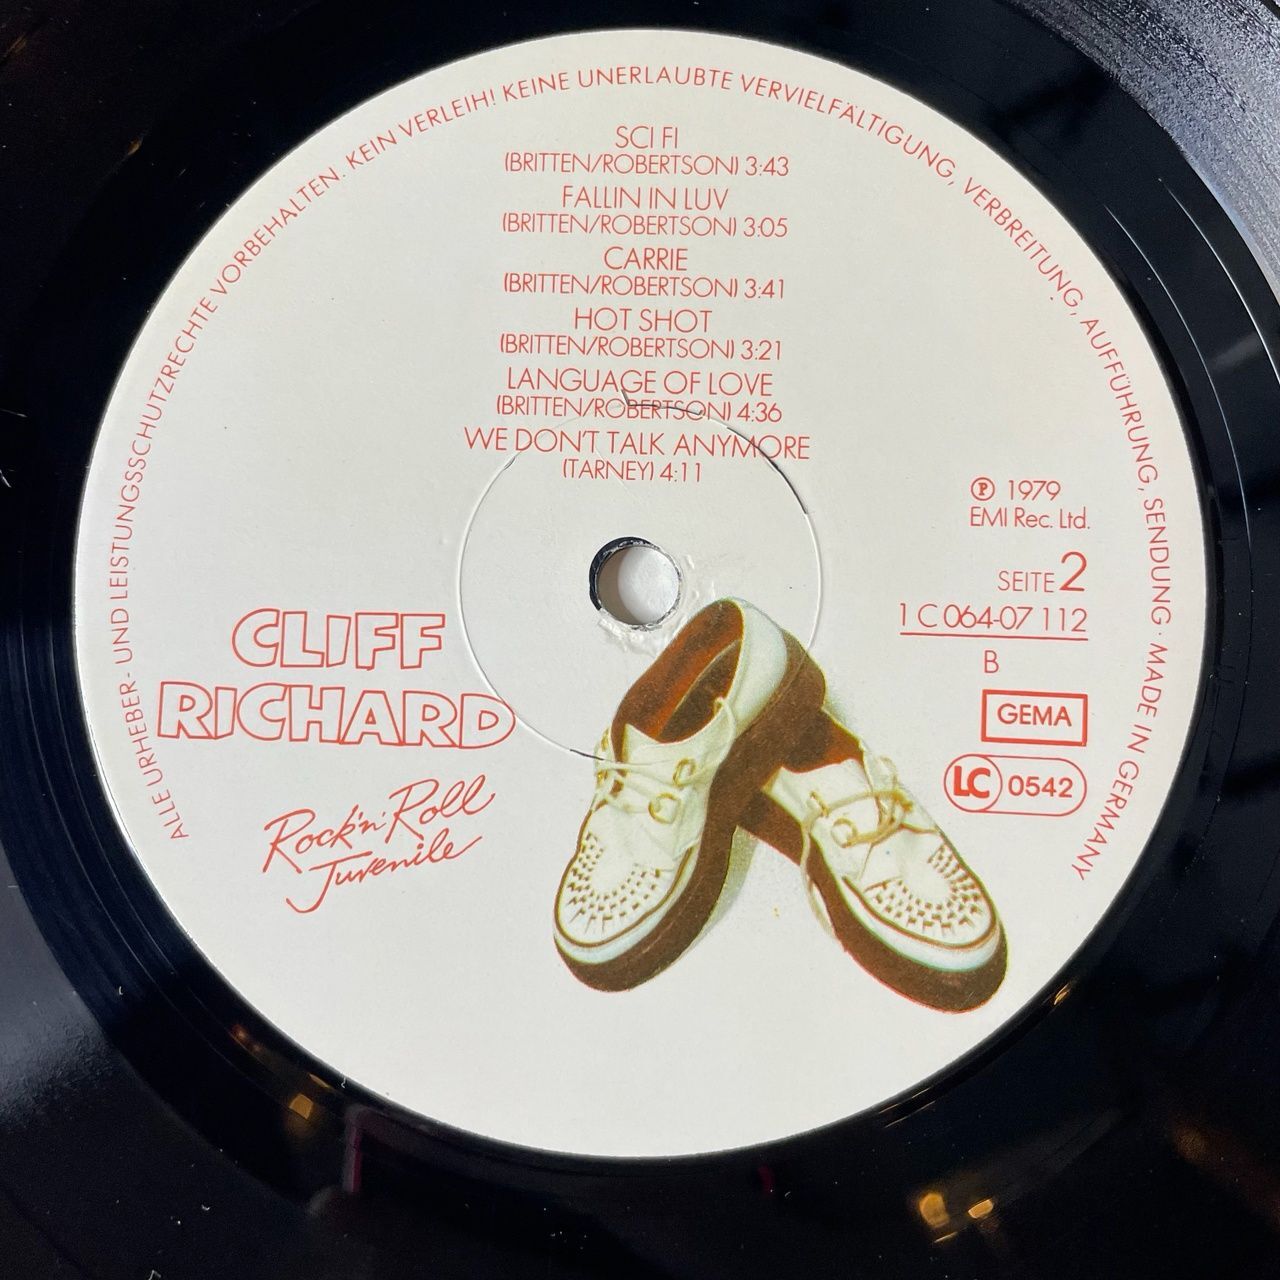 ALLE URHEBER- UND LEISTUNGSSCHUTZRECHTE VORBEHALTEN. KEIN VERLEIH! KEINE UNERLAUBTE VERVIELFÄLTIGUNG, VERBREITUNG, AUFFÜHRUNG, SENDUNG · MADE IN GERMANY
SCI FI
(BRITTEN/ROBERTSON) 3:43
FALLIN IN LUV
(BRITTEN/ROBERTSON) 3:05
CARRIE
(BRITTEN/ROBERTSON) 3:41
HOT SHOT
(BRITTEN/ROBERTSON) 3:21
LANGUAGE OF LOVE
(BRITTEN/ROBERTSON) 4:36
WE DON'T TALK ANYMORE
(TARNEY) 4:11
℗ 1979
EMI Rec. Ltd.
SEITE 2
1 C 064-07 112
B
GEMA
LC 0542
CLIFF
RICHARD
Rock'n'Roll
Juvenile